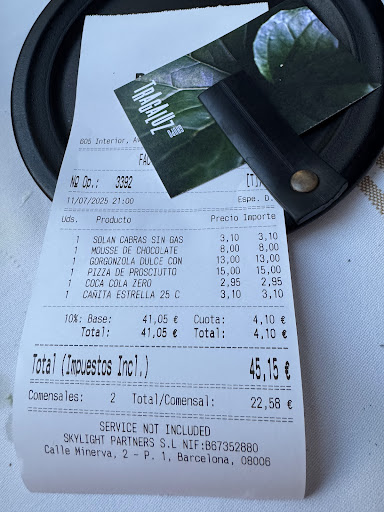 TRAGALUZ
GOS Interior, A
FAC
Nº Op.: 3392
11/07/2025 21:00 Espe. D.
Uds. Producto Precio Importe
1 SOLAN CABRAS SIN GAS 3,10 3,10
1 MOUSSE DE CHOCOLATE 8,00 8,00
1 GORGONZOLA DULCE CON 13,00 13,00
1 PIZZA DE PROSCIUTTO 15,00 15,00
1 COCA COLA ZERO 2,95 2,95
1 CAÑITA ESTRELLA 25 C 3,10 3,10
10%: Base: 41,05 € Cuota: 4,10 €
Total: 41,05 € Total: 4,10 €
Total (Impuestos Incl.) 45,15 €
Comensales: 2 Total/Comensal: 22,58 €
SERVICE NOT INCLUDED
SKYLIGHT PARTNERS S.L NIF:B67352880
Calle Minerva, 2 - P. 1, Barcelona, 08006